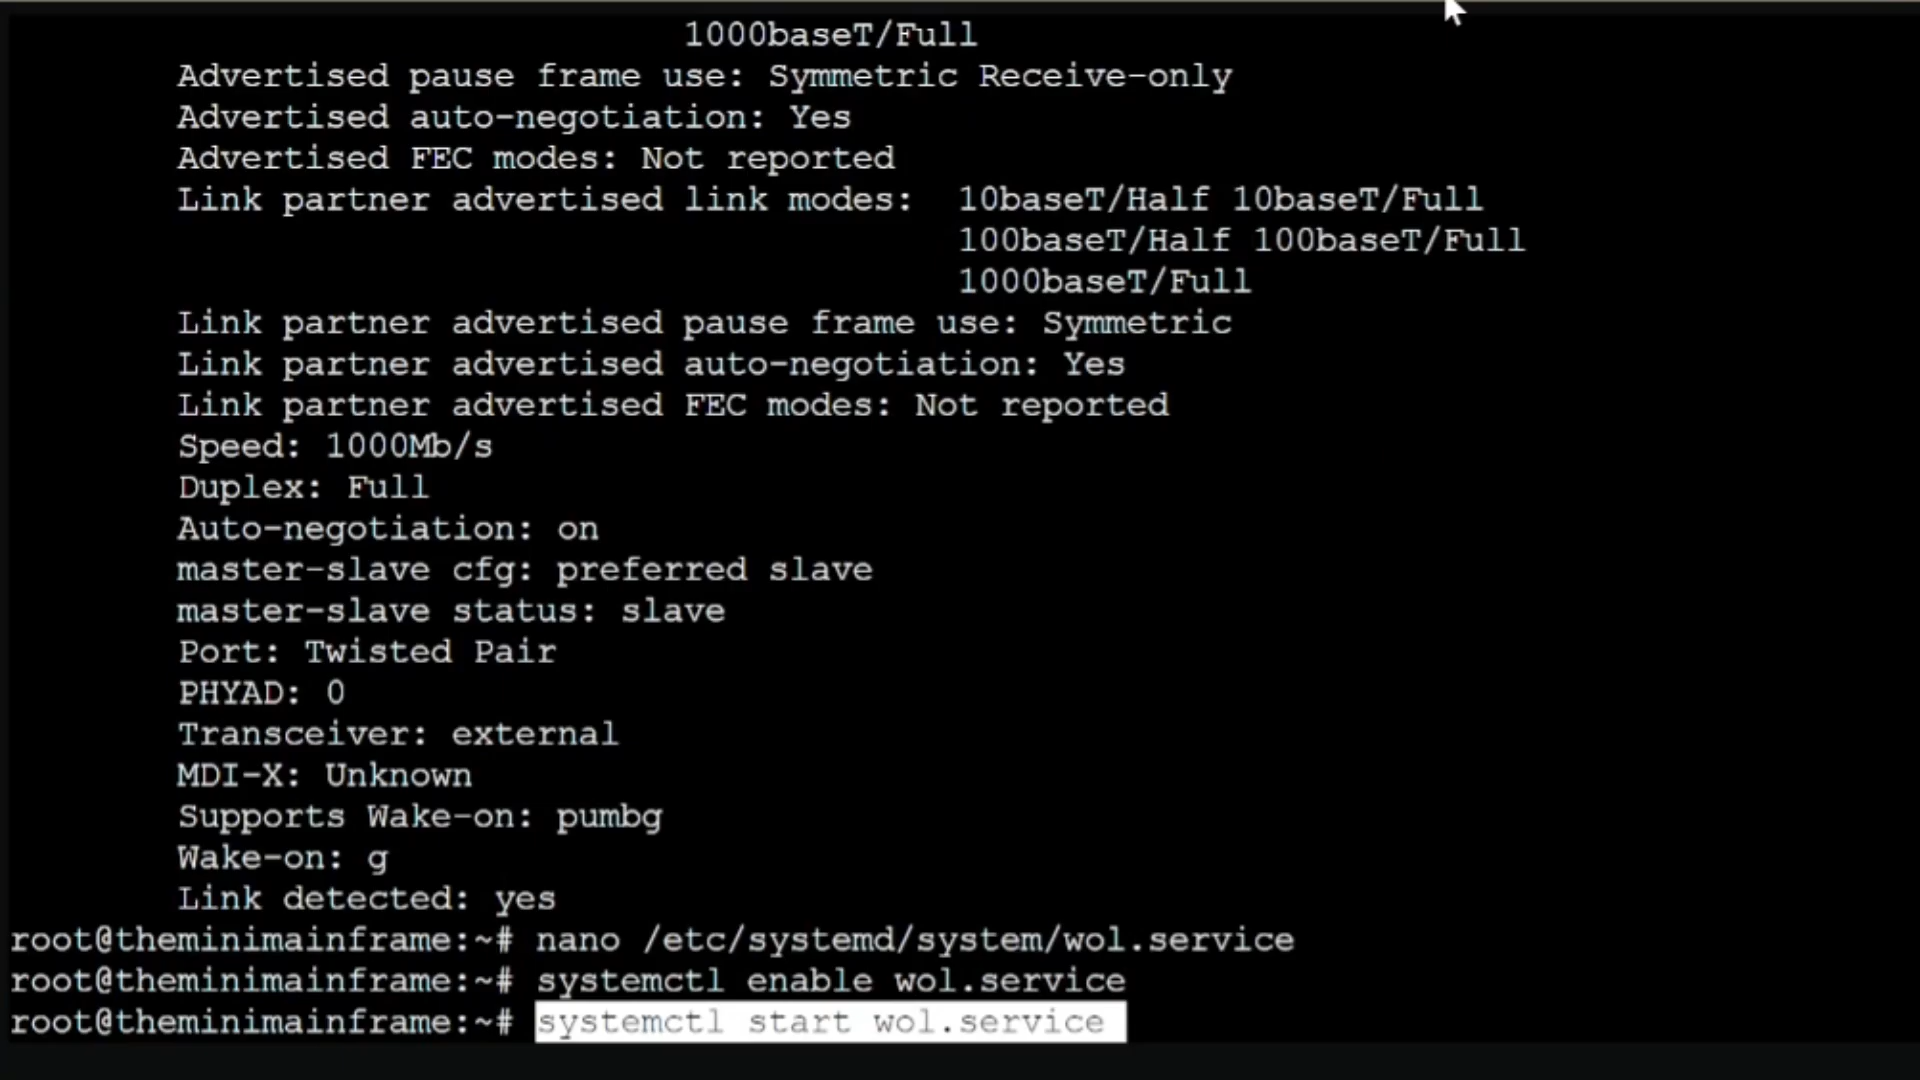 1000baseT/Full
Advertised pause frame use: Symmetric Receive-only
Advertised auto-negotiation: Yes
Advertised FEC modes: Not reported
Link partner advertised link modes:  10baseT/Half 10baseT/Full
100baseT/Half 100baseT/Full
1000baseT/Full
Link partner advertised pause frame use: Symmetric
Link partner advertised auto-negotiation: Yes
Link partner advertised FEC modes: Not reported
Speed: 1000Mb/s
Duplex: Full
Auto-negotiation: on
master-slave cfg: preferred slave
master-slave status: slave
Port: Twisted Pair
PHYAD: 0
Transceiver: external
MDI-X: Unknown
Supports Wake-on: pumbg
Wake-on: g
Link detected: yes
root@theminimainframe:~# nano /etc/systemd/system/wol.service
root@theminimainframe:~# systemctl enable wol.service
root@theminimainframe:~# systemctl start wol.service